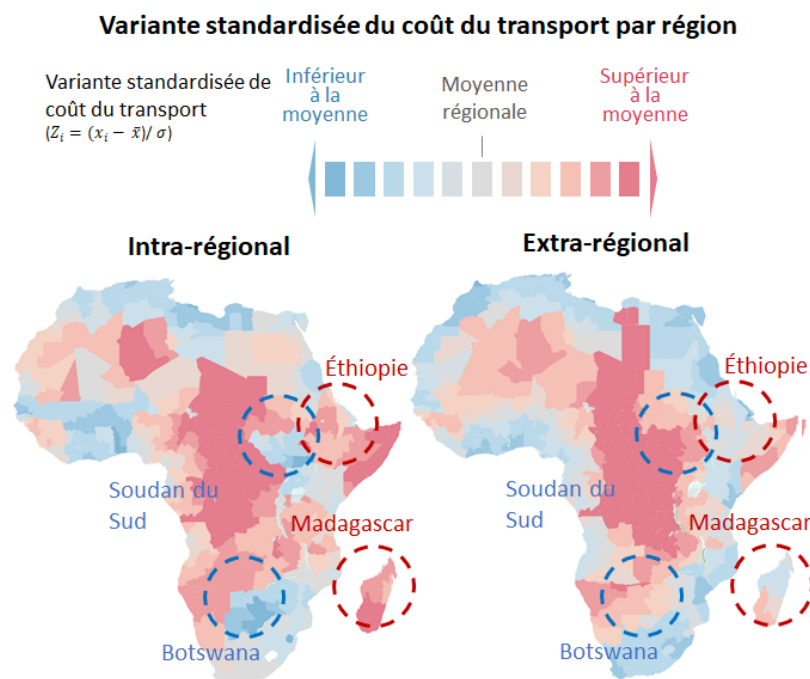 Variante standardisée du coût du transport par région
Variante standardisée de
coût du transport
(Z_i = (x_i − x̄)/ σ)
Inférieur
à la
moyenne
Moyenne
régionale
Supérieur
à la
moyenne
Intra-régional
Extra-régional
Éthiopie
Soudan du
Sud
Madagascar
Botswana
Éthiopie
Soudan du
Sud
Madagascar
Botswana